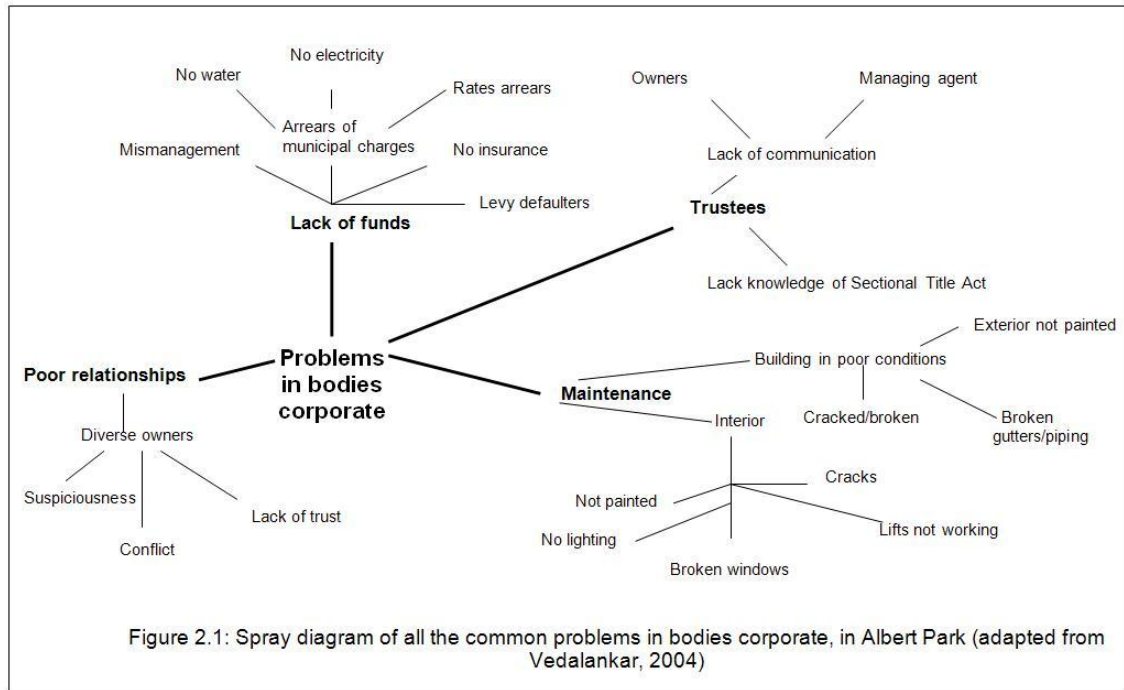 No electricity
No water
Rates arrears
Arrears of
municipal charges
Mismanagement
No insurance
Levy defaulters
Lack of funds
Owners
Managing agent
Lack of communication
Trustees
Lack knowledge of Sectional Title Act
Problems
in bodies
corporate
Poor relationships
Diverse owners
Suspiciousness
Conflict
Lack of trust
Maintenance
Building in poor conditions
Exterior not painted
Cracked/broken
Broken
gutters/piping
Interior
Cracks
Not painted
Lifts not working
No lighting
Broken windows
Figure 2.1: Spray diagram of all the common problems in bodies corporate, in Albert Park (adapted from
Vedalankar, 2004)